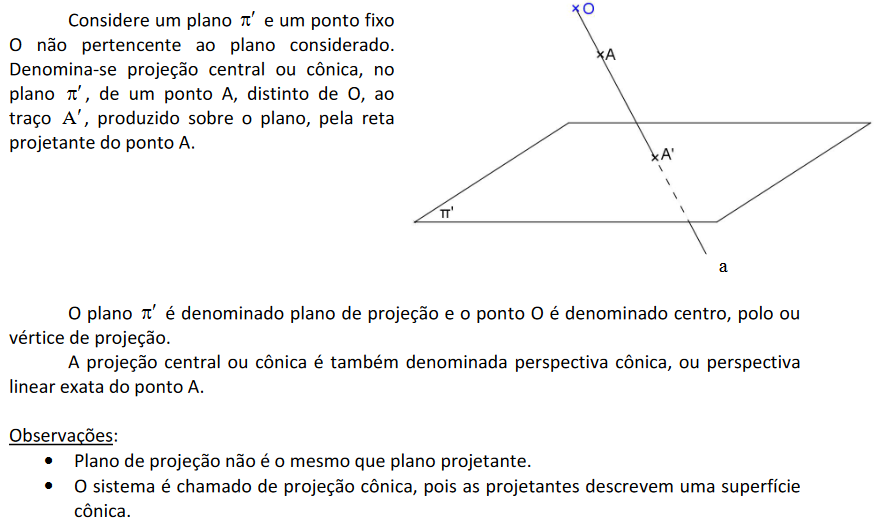 Considere um plano π′ e um ponto fixo
O não pertencente ao plano considerado.
Denomina-se projeção central ou cônica, no
plano π′, de um ponto A, distinto de O, ao
traço A′, produzido sobre o plano, pela reta
projetante do ponto A.
O
A
A'
π'
a
O plano π′ é denominado plano de projeção e o ponto O é denominado centro, polo ou
vértice de projeção.
A projeção central ou cônica é também denominada perspectiva cônica, ou perspectiva
linear exata do ponto A.
Observações:
• Plano de projeção não é o mesmo que plano projetante.
• O sistema é chamado de projeção cônica, pois as projetantes descrevem uma superfície
cônica.